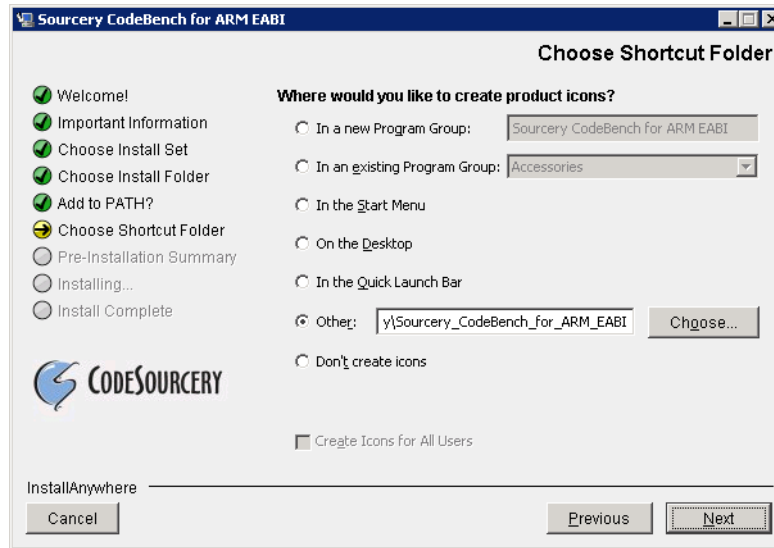 Sourcery CodeBench for ARM EABI
Choose Shortcut Folder
Welcome!
Important Information
Choose Install Set
Choose Install Folder
Add to PATH?
Choose Shortcut Folder
Pre-Installation Summary
Installing...
Install Complete
CODESOURCERY
Where would you like to create product icons?
In a new Program Group: Sourcery CodeBench for ARM EABI
In an existing Program Group: Accessories
In the Start Menu
On the Desktop
In the Quick Launch Bar
Other: y\Sourcery_CodeBench_for_ARM_EABI Choose...
Don't create icons
Create Icons for All Users
InstallAnywhere
Cancel Previous Next